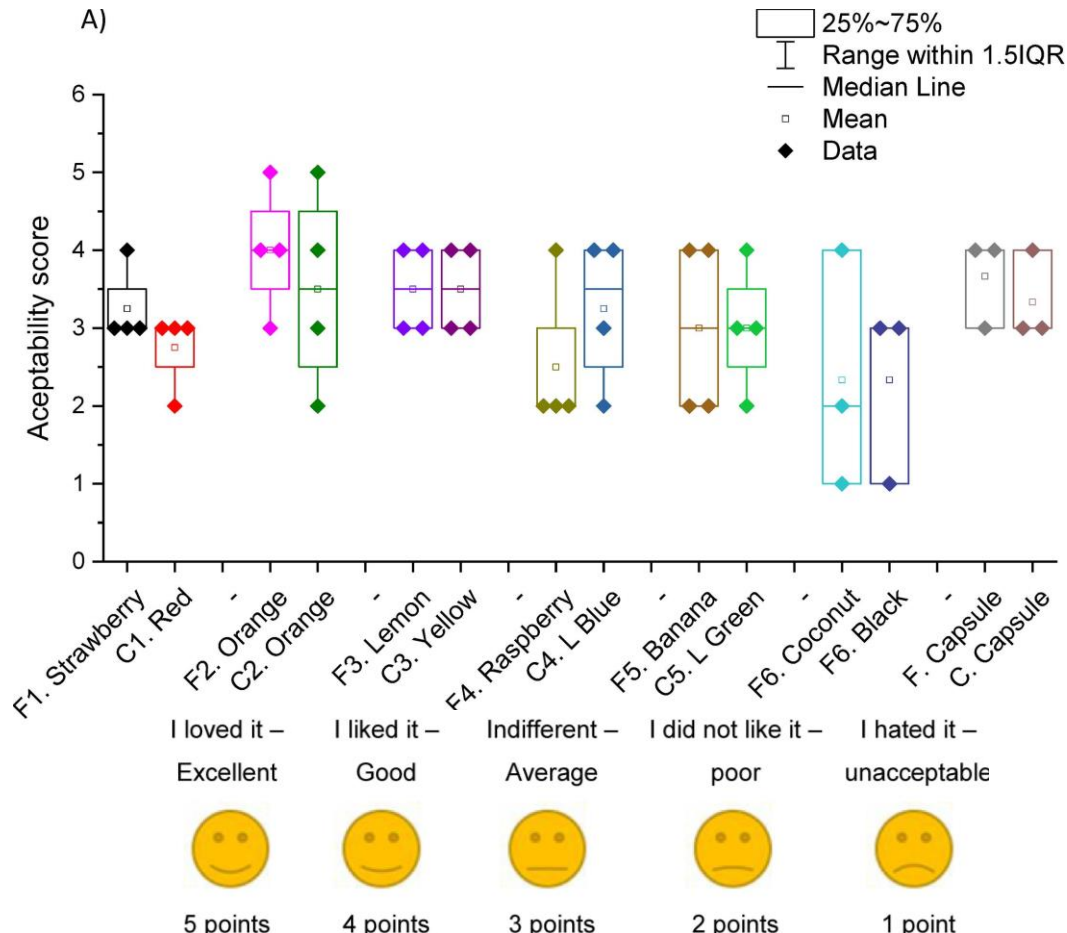 A)
25%~75%
Range within 1.5IQR
Median Line
Mean
Data
Aceptability score
6
5
4
3
2
1
0
F1. Strawberry
C1. Red
-
F2. Orange
C2. Orange
-
F3. Lemon
C3. Yellow
-
F4. Raspberry
C4. L Blue
-
F5. Banana
C5. L Green
-
F6. Coconut
F6. Black
-
F. Capsule
C. Capsule
I loved it –
Excellent
I liked it –
Good
Indifferent –
Average
I did not like it –
poor
I hated it –
unacceptable
5 points
4 points
3 points
2 points
1 point